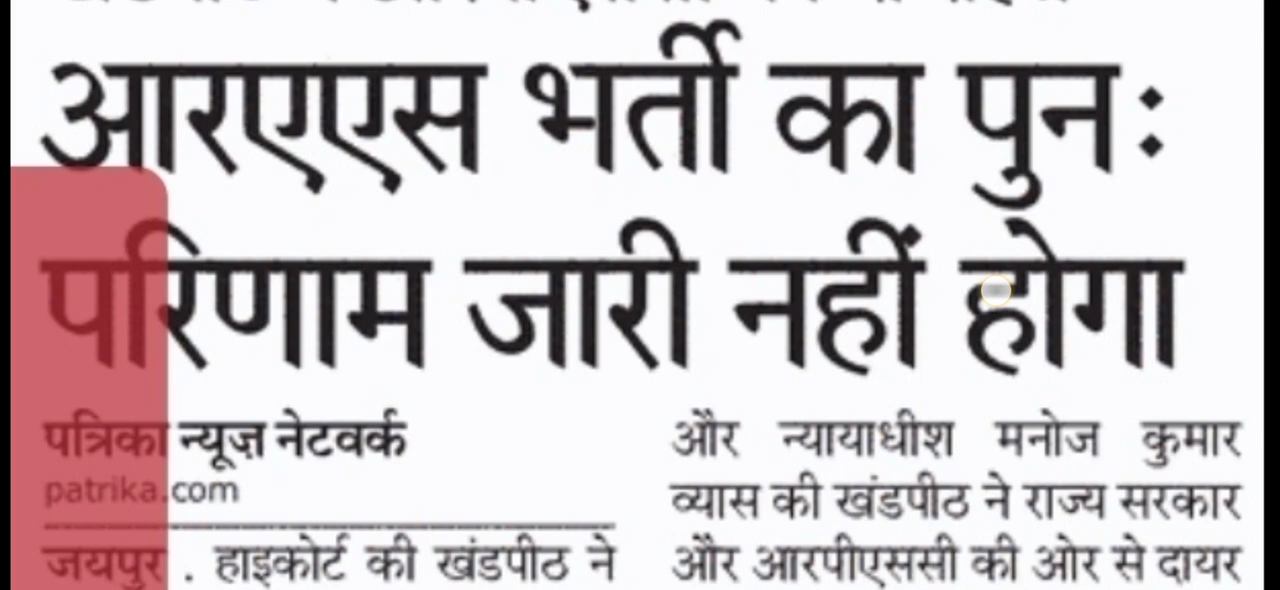 आरएएस भर्ती का पुनः
परिणाम जारी नहीं होगा
पत्रिका न्यूज़ नेटवर्क
patrika.com
जयपुर . हाइकोर्ट की खंडपीठ ने
और न्यायाधीश मनोज कुमार
व्यास की खंडपीठ ने राज्य सरकार
और आरपीएससी की ओर से दायर